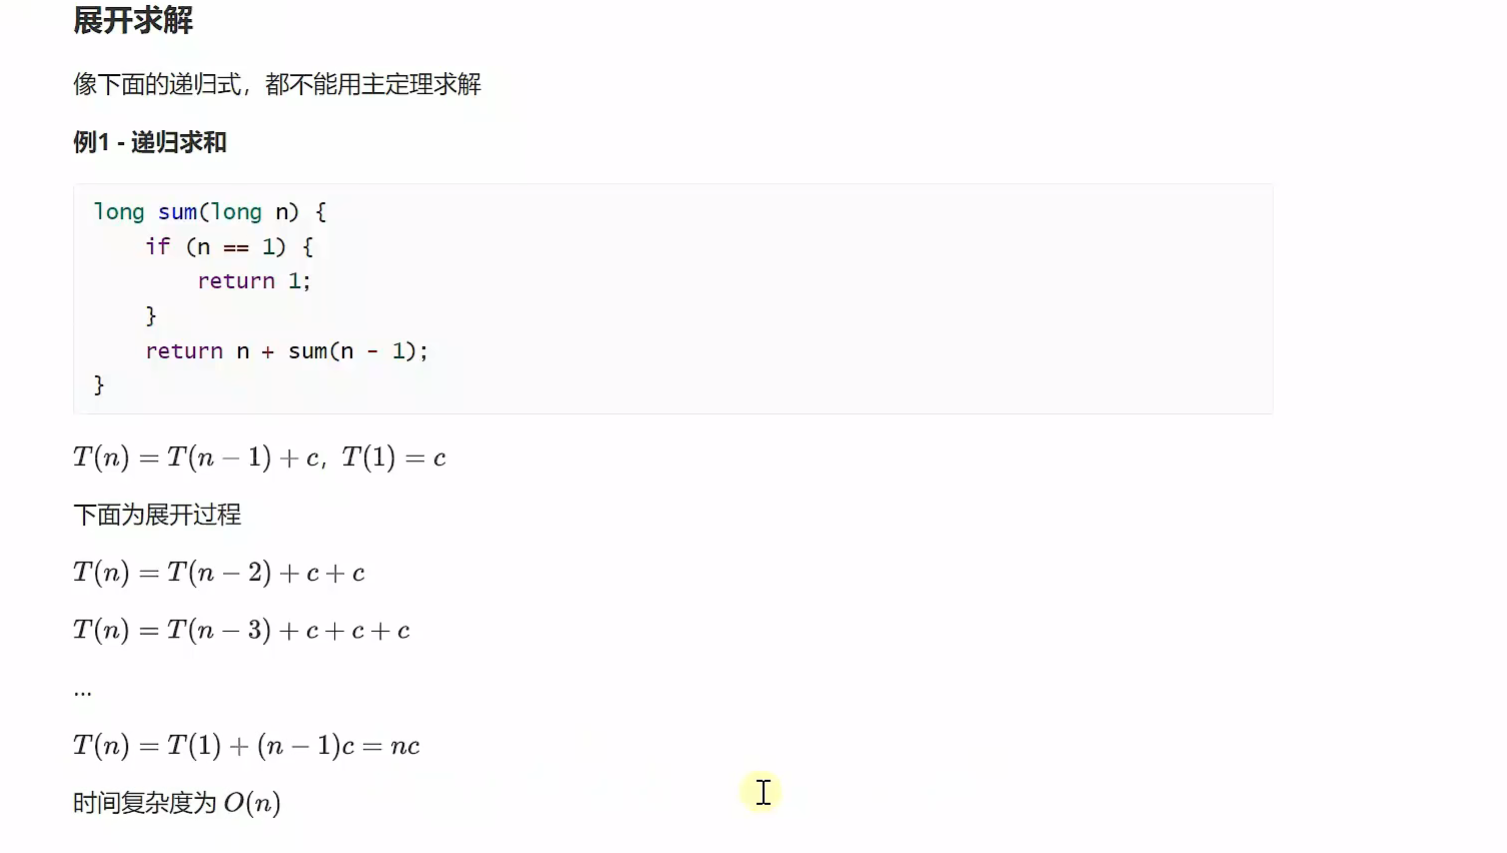 展开求解
像下面的递归式，都不能用主定理求解
例1 - 递归求和
long sum(long n) {
    if (n == 1) {
        return 1;
    }
    return n + sum(n - 1);
}
T(n) = T(n − 1) + c，T(1) = c
下面为展开过程
T(n) = T(n − 2) + c + c
T(n) = T(n − 3) + c + c + c
...
T(n) = T(1) + (n − 1)c = nc
时间复杂度为 O(n)